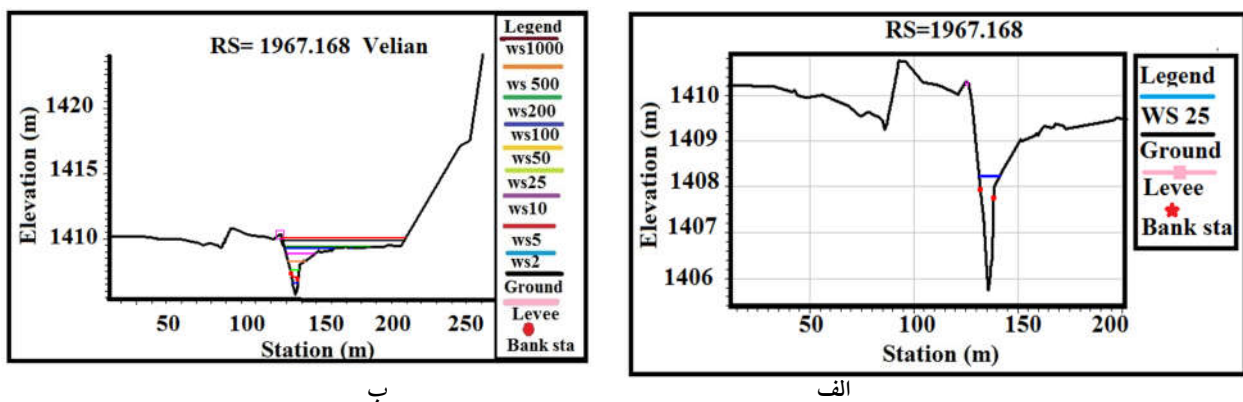 RS= 1967.168 Velian
Elevation (m)
1420
1415
1410
50 100 150 200 250
Station (m)
Legend
ws1000
ws 500
ws200
ws100
ws50
ws25
ws10
ws5
ws2
Ground
Levee
Bank sta
ب
RS=1967.168
Elevation (m)
1410
1409
1408
1407
1406
50 100 150 200
Station (m)
Legend
WS 25
Ground
Levee
Bank sta
الف